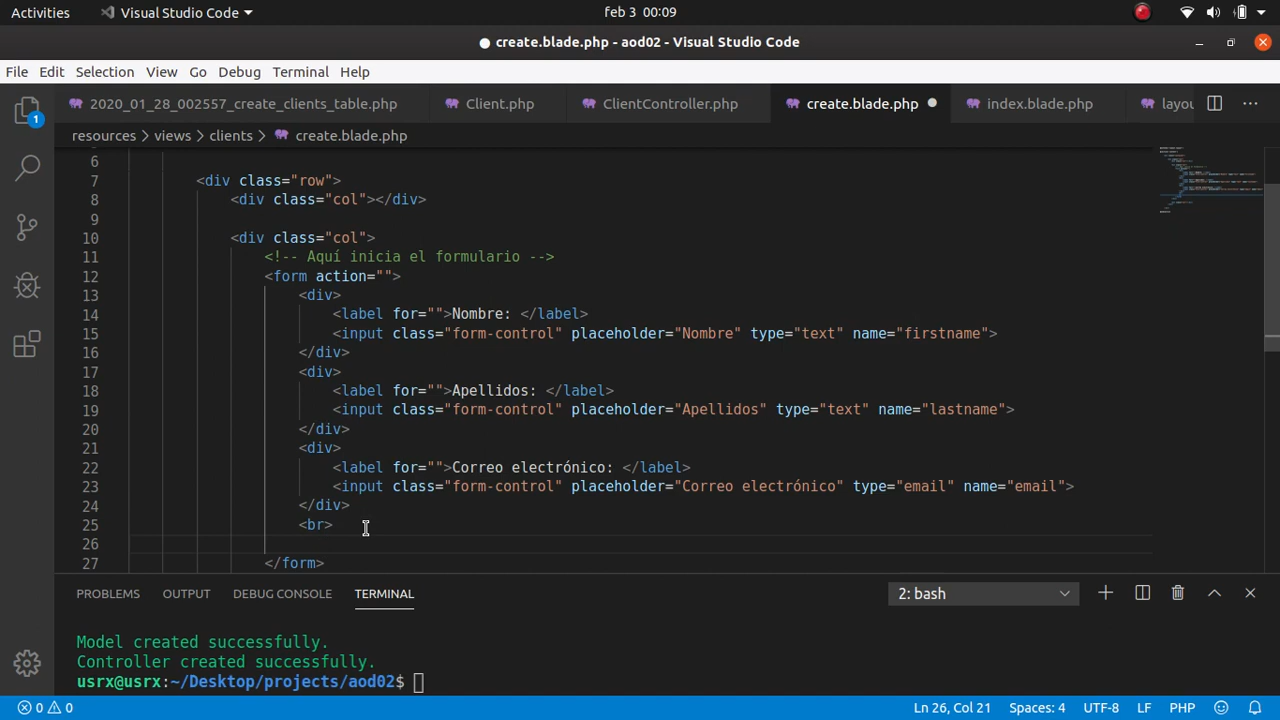 Activities Visual Studio Code feb 3 00:09
create.blade.php - aod02 - Visual Studio Code
File Edit Selection View Go Debug Terminal Help
2020_01_28_002557_create_clients_table.php Client.php ClientController.php create.blade.php index.blade.php layou
resources > views > clients > create.blade.php
6
7 <div class="row">
8 <div class="col"></div>
9
10 <div class="col">
11 <!-- Aquí inicia el formulario -->
12 <form action="">
13 <div>
14 <label for="">Nombre: </label>
15 <input class="form-control" placeholder="Nombre" type="text" name="firstname">
16 </div>
17 <div>
18 <label for="">Apellidos: </label>
19 <input class="form-control" placeholder="Apellidos" type="text" name="lastname">
20 </div>
21 <div>
22 <label for="">Correo electrónico: </label>
23 <input class="form-control" placeholder="Correo electrónico" type="email" name="email">
24 </div>
25 <br>
26
27 </form>
1
PROBLEMS OUTPUT DEBUG CONSOLE TERMINAL 2: bash
Model created successfully.
Controller created successfully.
usrx@usrx:~/Desktop/projects/aod02$
0 0 Ln 26, Col 21 Spaces: 4 UTF-8 LF PHP